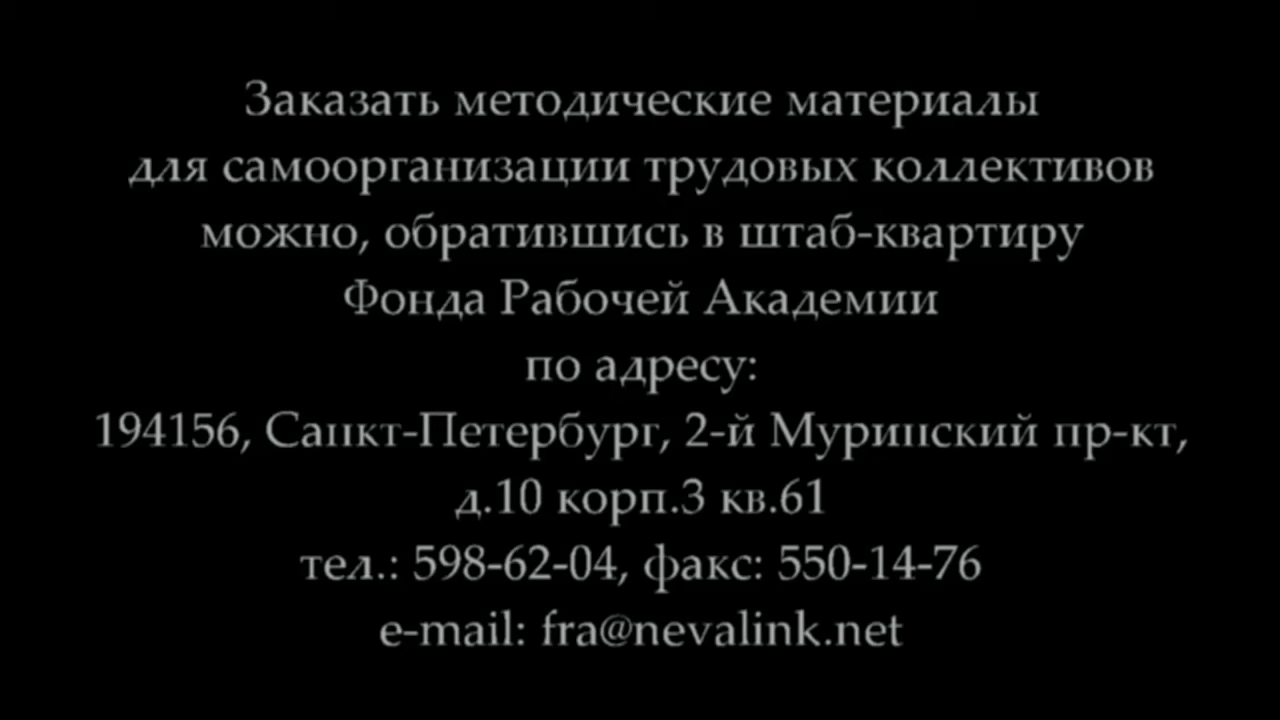 Заказать методические материалы
для самоорганизации трудовых коллективов
можно, обратившись в штаб-квартиру
Фонда Рабочей Академии
по адресу:
194156, Санкт-Петербург, 2-й Муринский пр-кт,
д.10 корп.3 кв.61
тел.: 598-62-04, факс: 550-14-76
e-mail: fra@nevalink.net